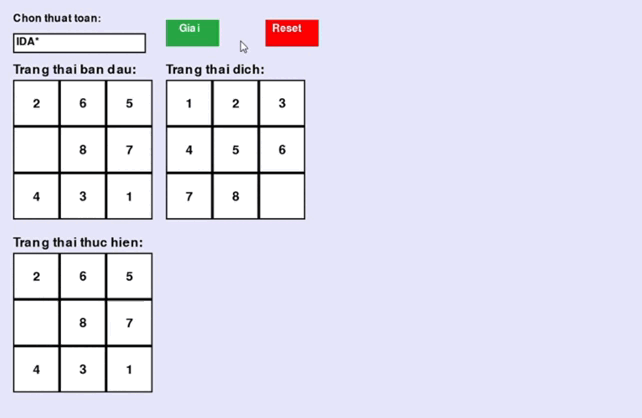 Chon thuat toan:
Giai
Reset
IDA*
Trang thai ban dau:
Trang thai dich:
2 6 5
1 2 3
8 7
4 5 6
4 3 1
7 8
Trang thai thuc hien:
2 6 5
8 7
4 3 1